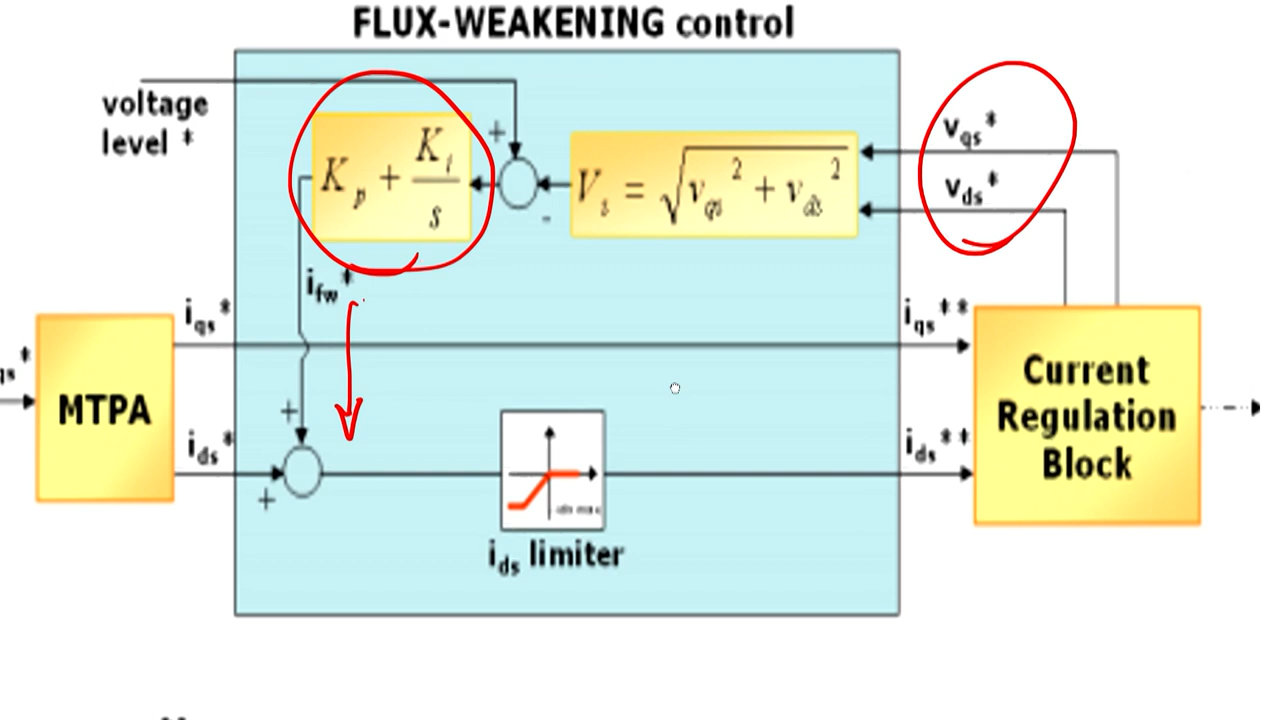 FLUX-WEAKENING control
voltage
level *
+
K_p + K_i / s
-
V_s = √(v_qs² + v_ds²)
v_qs*
v_ds*
i_fw*
i_qs*
i_qs**
qs*
MTPA
+
i_ds*
+
i_ds**
Current
Regulation
Block
i_ds limiter